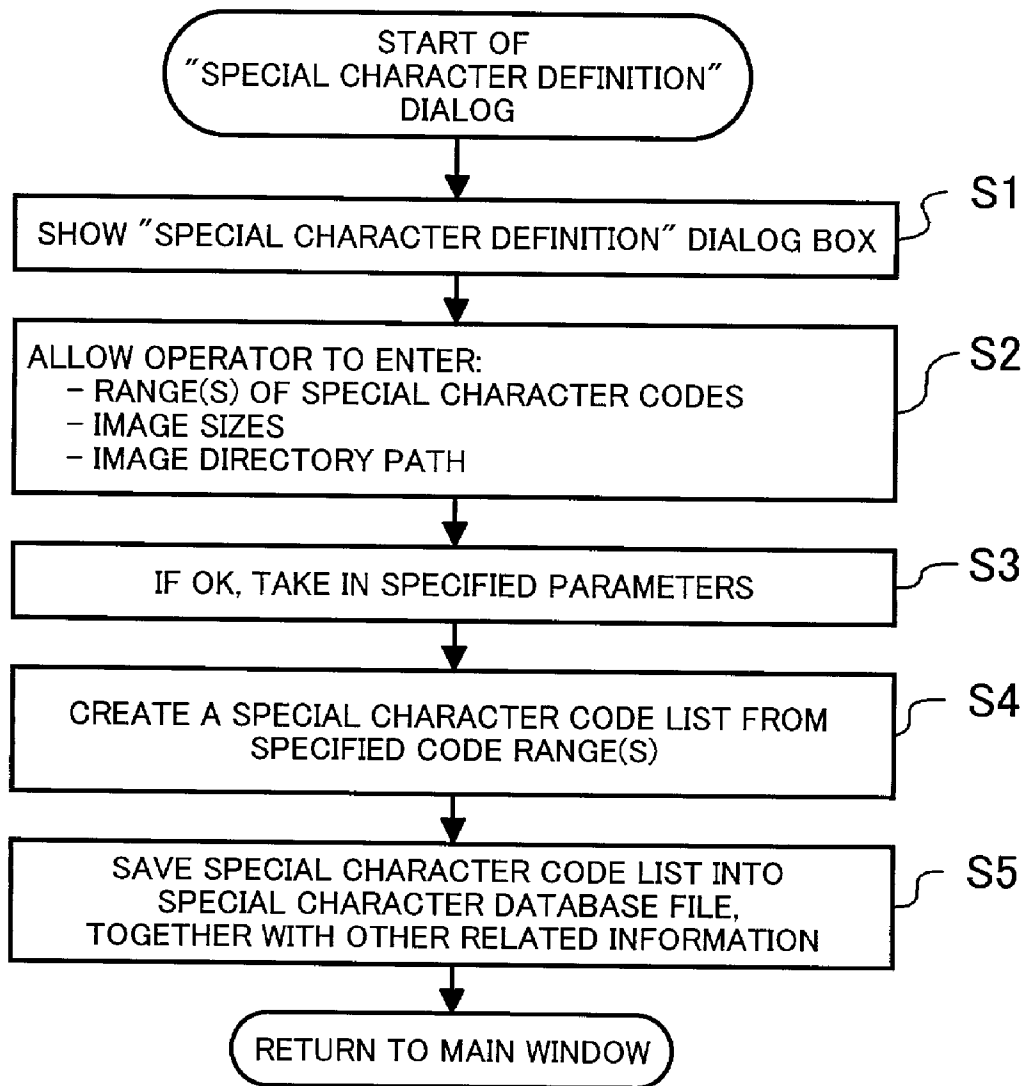 START OF
"SPECIAL CHARACTER DEFINITION"
DIALOG
S1
SHOW "SPECIAL CHARACTER DEFINITION" DIALOG BOX
S2
ALLOW OPERATOR TO ENTER:
- RANGE(S) OF SPECIAL CHARACTER CODES
- IMAGE SIZES
- IMAGE DIRECTORY PATH
S3
IF OK, TAKE IN SPECIFIED PARAMETERS
S4
CREATE A SPECIAL CHARACTER CODE LIST FROM
SPECIFIED CODE RANGE(S)
S5
SAVE SPECIAL CHARACTER CODE LIST INTO
SPECIAL CHARACTER DATABASE FILE,
TOGETHER WITH OTHER RELATED INFORMATION
RETURN TO MAIN WINDOW